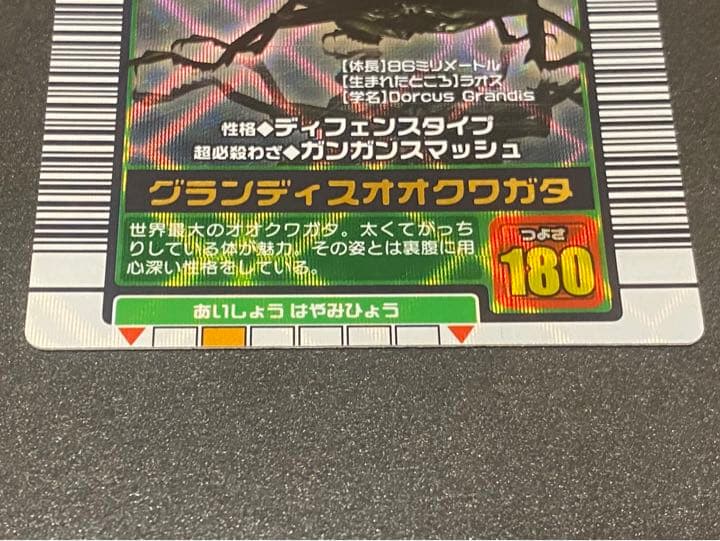 【体長】86ミリメートル
【生まれたところ】ラオス
【学名】Dorcus Grandis
性格◆ディフェンスタイプ
超必殺わざ◆ガンガンスマッシュ
グランディスオオクワガタ
世界最大のオオクワガタ。太くてがっち
りしている体が魅力。その姿とは裏腹に用
心深い性格をしている。
つよさ
180
あいしょう はやみひょう